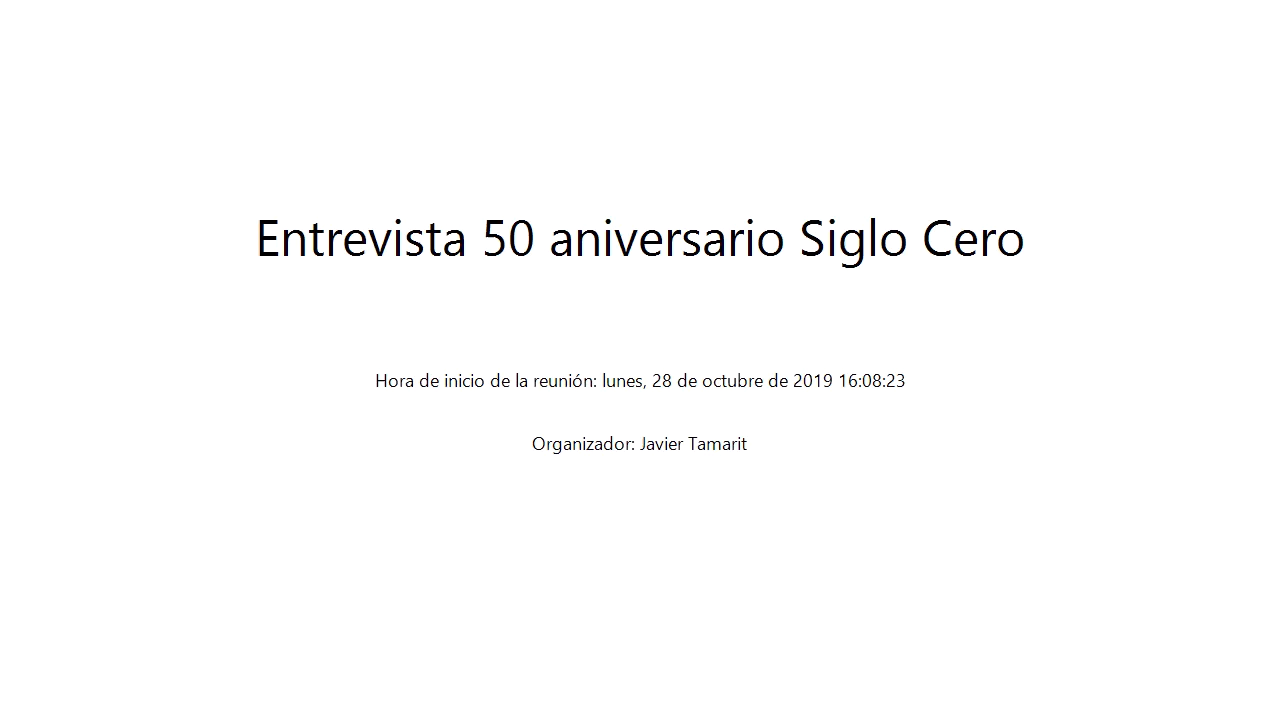 Entrevista 50 aniversario Siglo Cero
Hora de inicio de la reunión: lunes, 28 de octubre de 2019 16:08:23
Organizador: Javier Tamarit